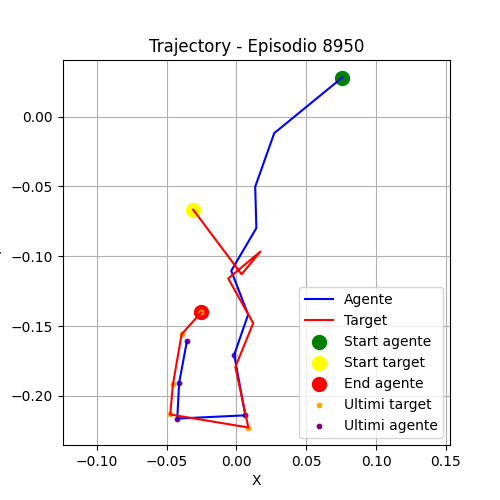 Trajectory - Episodio 8950
0.00
−0.05
−0.10
−0.15
−0.20
Agente
Target
Start agente
Start target
End agente
Ultimi target
Ultimi agente
−0.10
−0.05
0.00
0.05
0.10
0.15
X